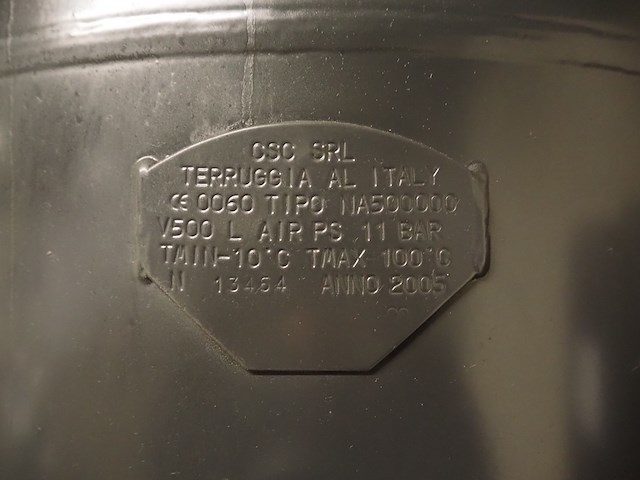 CSC SRL
TERRUGGIA AL ITALY
CE 0060 TIPO NA500000
V500 L AIR PS 11 BAR
TMIN-10°C TMAX 100°C
N 13464 ANNO 2005